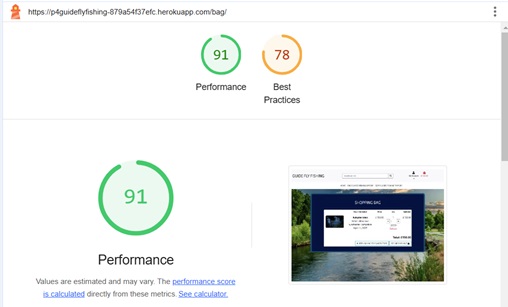 https://p4guideflyfishing-879a54f37efc.herokuapp.com/bag/
91
78
Performance
Best
Practices
91
Performance
Values are estimated and may vary. The performance score
is calculated directly from these metrics. See calculator.
GUIDE FLY FISHING
SHOPPING BAG